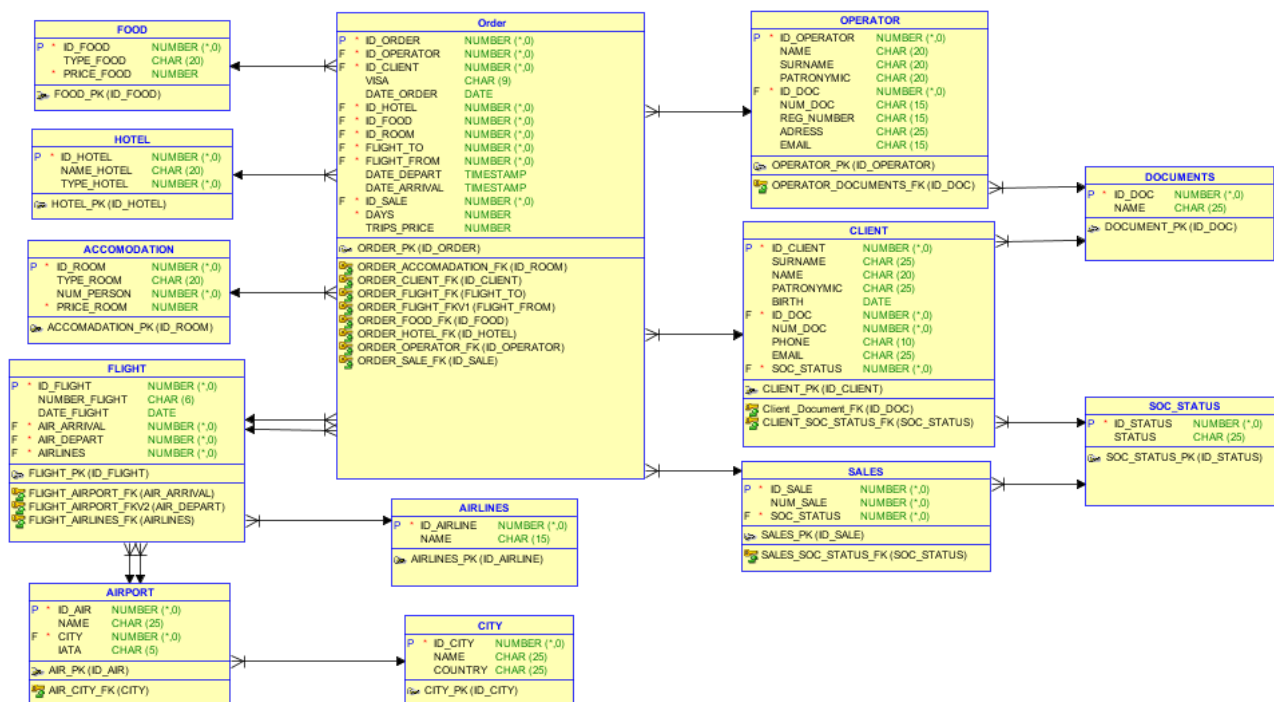 FOOD
P * ID_FOOD NUMBER (*,0)
TYPE_FOOD CHAR (20)
* PRICE_FOOD NUMBER
FOOD_PK (ID_FOOD)
HOTEL
P * ID_HOTEL NUMBER (*,0)
NAME_HOTEL CHAR (20)
TYPE_HOTEL NUMBER (*,0)
HOTEL_PK (ID_HOTEL)
ACCOMODATION
P * ID_ROOM NUMBER (*,0)
TYPE_ROOM CHAR (20)
NUM_PERSON NUMBER (*,0)
* PRICE_ROOM NUMBER
ACCOMADATION_PK (ID_ROOM)
FLIGHT
P * ID_FLIGHT NUMBER (*,0)
NUMBER_FLIGHT CHAR (6)
DATE_FLIGHT DATE
F * AIR_ARRIVAL NUMBER (*,0)
F * AIR_DEPART NUMBER (*,0)
F * AIRLINES NUMBER (*,0)
FLIGHT_PK (ID_FLIGHT)
FLIGHT_AIRPORT_FK (AIR_ARRIVAL)
FLIGHT_AIRPORT_FKV2 (AIR_DEPART)
FLIGHT_AIRLINES_FK (AIRLINES)
AIRPORT
P * ID_AIR NUMBER (*,0)
NAME CHAR (25)
F * CITY NUMBER (*,0)
IATA CHAR (5)
AIR_PK (ID_AIR)
AIR_CITY_FK (CITY)
Order
P * ID_ORDER NUMBER (*,0)
F * ID_OPERATOR NUMBER (*,0)
F * ID_CLIENT NUMBER (*,0)
VISA CHAR (9)
DATE_ORDER DATE
F * ID_HOTEL NUMBER (*,0)
F * ID_FOOD NUMBER (*,0)
F * ID_ROOM NUMBER (*,0)
F * FLIGHT_TO NUMBER (*,0)
F * FLIGHT_FROM NUMBER (*,0)
DATE_DEPART TIMESTAMP
DATE_ARRIVAL TIMESTAMP
F * ID_SALE NUMBER (*,0)
* DAYS NUMBER
TRIPS_PRICE NUMBER
ORDER_PK (ID_ORDER)
ORDER_ACCOMADATION_FK (ID_ROOM)
ORDER_CLIENT_FK (ID_CLIENT)
ORDER_FLIGHT_FK (FLIGHT_TO)
ORDER_FLIGHT_FKV1 (FLIGHT_FROM)
ORDER_FOOD_FK (ID_FOOD)
ORDER_HOTEL_FK (ID_HOTEL)
ORDER_OPERATOR_FK (ID_OPERATOR)
ORDER_SALE_FK (ID_SALE)
AIRLINES
P * ID_AIRLINE NUMBER (*,0)
NAME CHAR (15)
AIRLINES_PK (ID_AIRLINE)
CITY
P * ID_CITY NUMBER (*,0)
NAME CHAR (25)
COUNTRY CHAR (25)
CITY_PK (ID_CITY)
OPERATOR
P * ID_OPERATOR NUMBER (*,0)
NAME CHAR (20)
SURNAME CHAR (20)
PATRONYMIC CHAR (20)
F * ID_DOC NUMBER (*,0)
NUM_DOC CHAR (15)
REG_NUMBER CHAR (15)
ADRESS CHAR (25)
EMAIL CHAR (15)
OPERATOR_PK (ID_OPERATOR)
OPERATOR_DOCUMENTS_FK (ID_DOC)
CLIENT
P * ID_CLIENT NUMBER (*,0)
SURNAME CHAR (25)
NAME CHAR (20)
PATRONYMIC CHAR (25)
BIRTH DATE
F * ID_DOC NUMBER (*,0)
NUM_DOC NUMBER (*,0)
PHONE CHAR (10)
EMAIL CHAR (25)
F * SOC_STATUS NUMBER (*,0)
CLIENT_PK (ID_CLIENT)
Client_Document_FK (ID_DOC)
CLIENT_SOC_STATUS_FK (SOC_STATUS)
SALES
P * ID_SALE NUMBER (*,0)
NUM_SALE NUMBER (*,0)
F * SOC_STATUS NUMBER (*,0)
SALES_PK (ID_SALE)
SALES_SOC_STATUS_FK (SOC_STATUS)
DOCUMENTS
P * ID_DOC NUMBER (*,0)
NAME CHAR (25)
DOCUMENT_PK (ID_DOC)
SOC_STATUS
P * ID_STATUS NUMBER (*,0)
STATUS CHAR (25)
SOC_STATUS_PK (ID_STATUS)